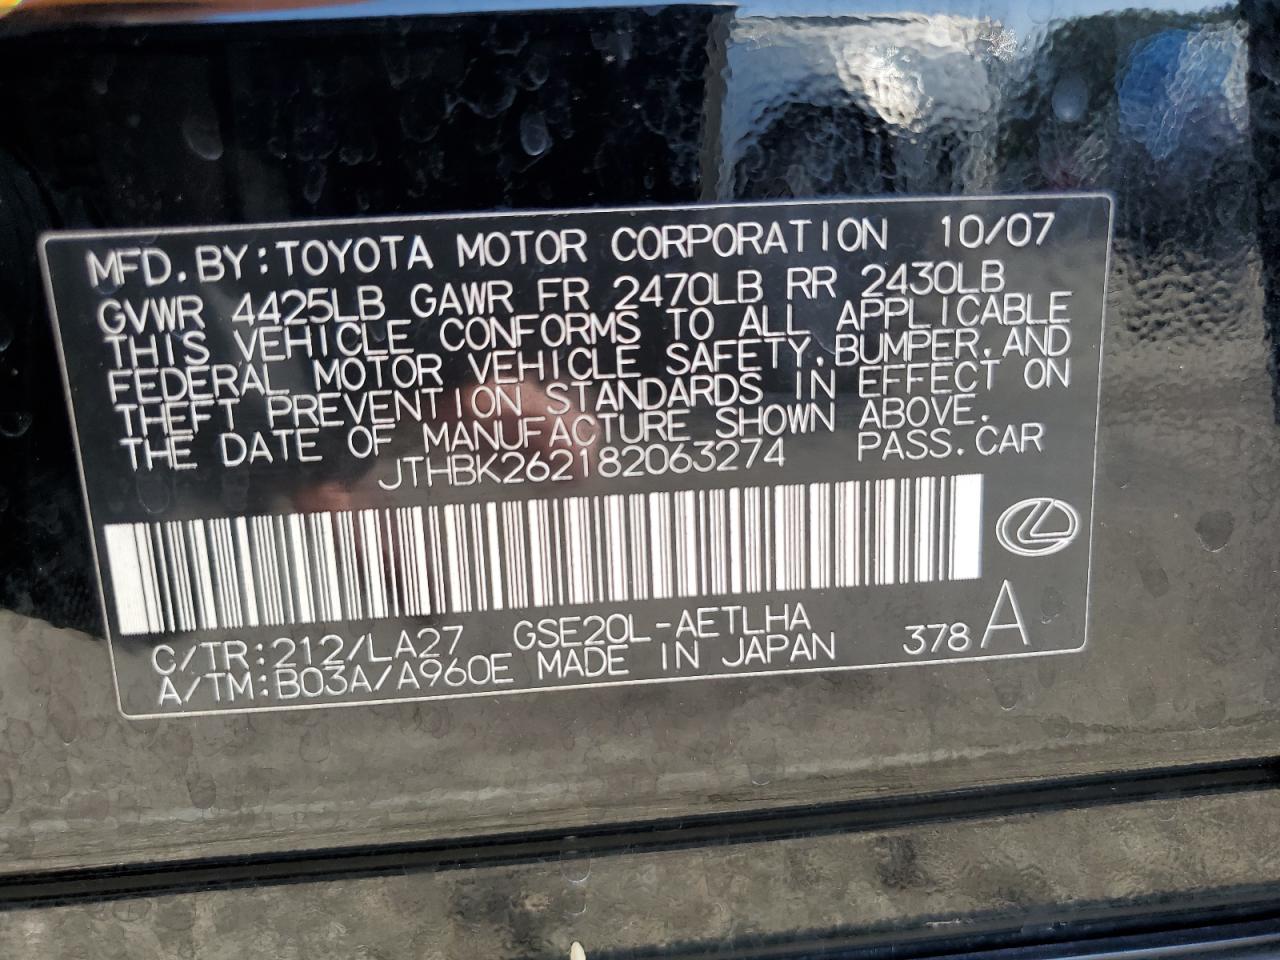 MFD.BY:TOYOTA MOTOR CORPORATION 10/07
GVWR 4425LB GAWR FR 2470LB RR 2430LB
THIS VEHICLE CONFORMS TO ALL APPLICABLE
FEDERAL MOTOR VEHICLE SAFETY,BUMPER,AND
THEFT PREVENTION STANDARDS IN EFFECT ON
THE DATE OF MANUFACTURE SHOWN ABOVE.
JTHBK262182063274 PASS.CAR
C/TR:212/LA27 GSE20L-AETLHA
A/TM:B03A/A960E MADE IN JAPAN 378 A